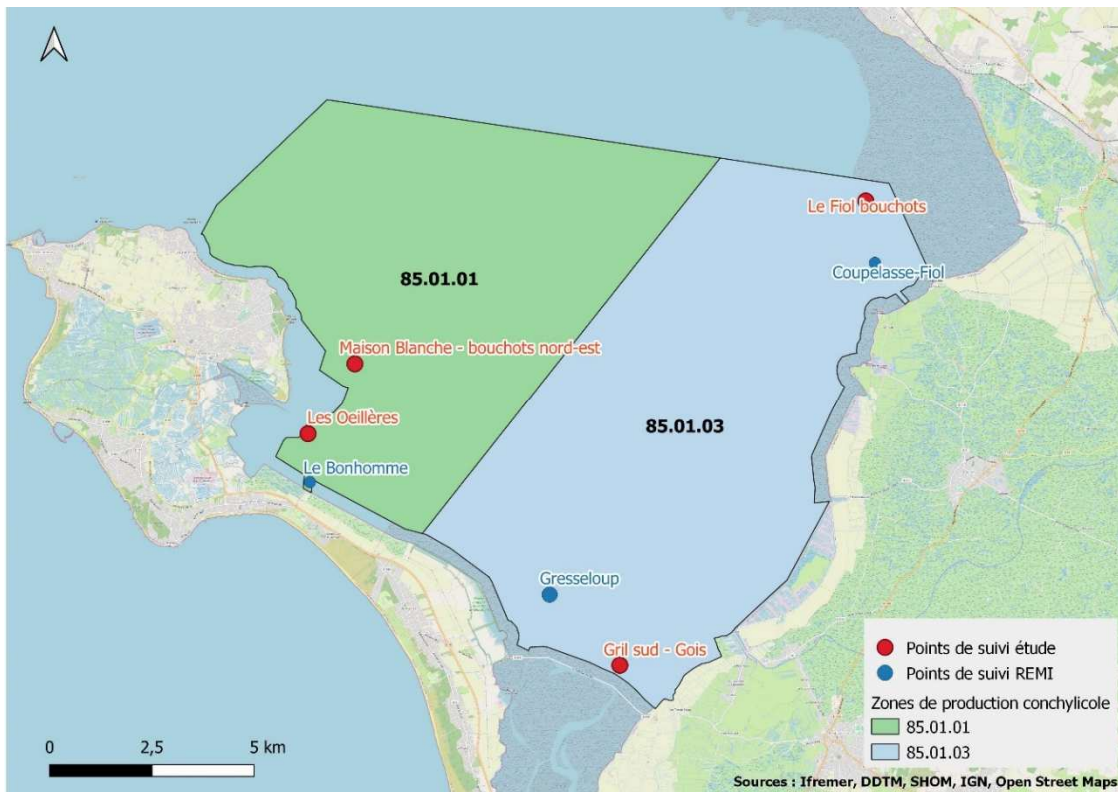 Le Fiol bouchots
Coupelasse-Fiol
85.01.01
Maison Blanche - bouchots nord-est
Les Oeillères
85.01.03
Le Bonhomme
Gresseloup
Gril sud - Gois
Points de suivi étude
Points de suivi REMI
Zones de production conchylicole
85.01.01
85.01.03
0 2,5 5 km
Sources : Ifremer, DDTM, SHOM, IGN, Open Street Maps